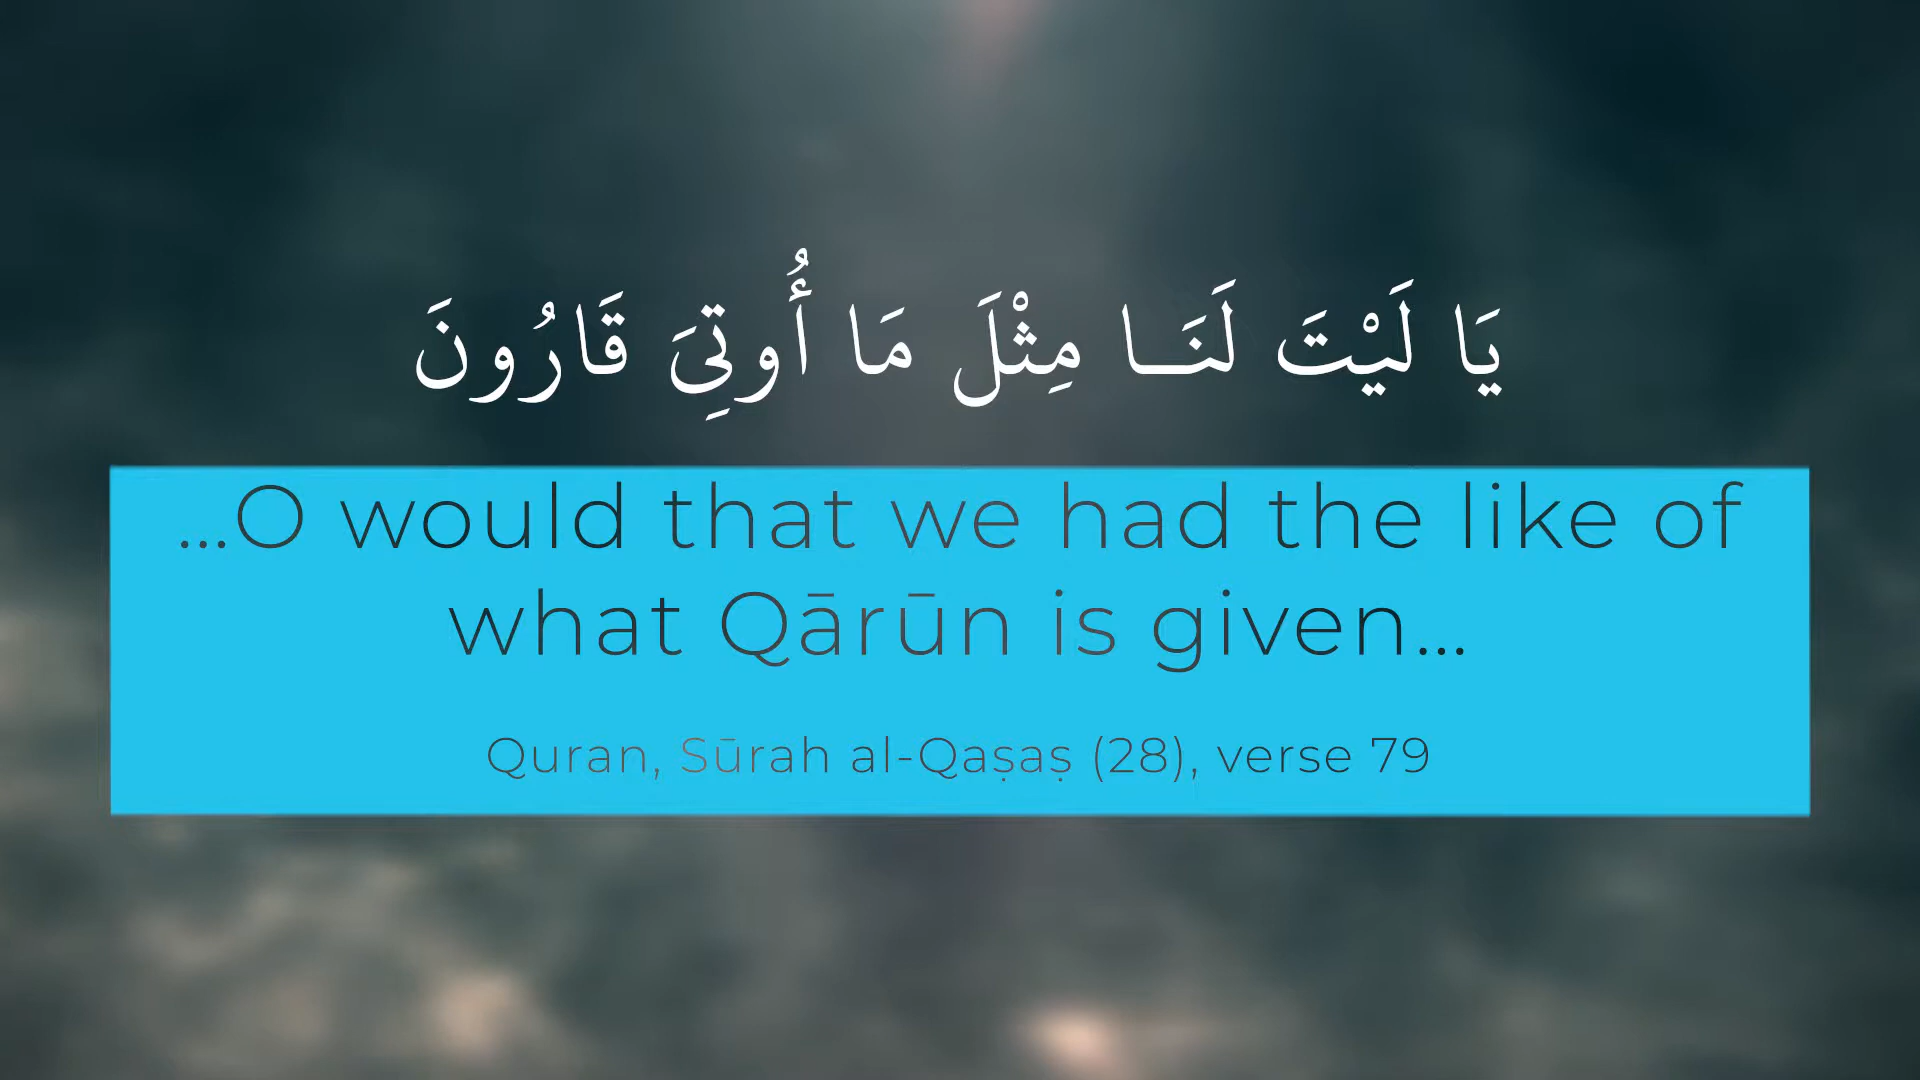 يَا لَيْتَ لَنَــا مِثْلَ مَا أُوتِىَ قَارُونَ
...O would that we had the like of
what Qārūn is given...
Quran, Sūrah al-Qaṣaṣ (28), verse 79